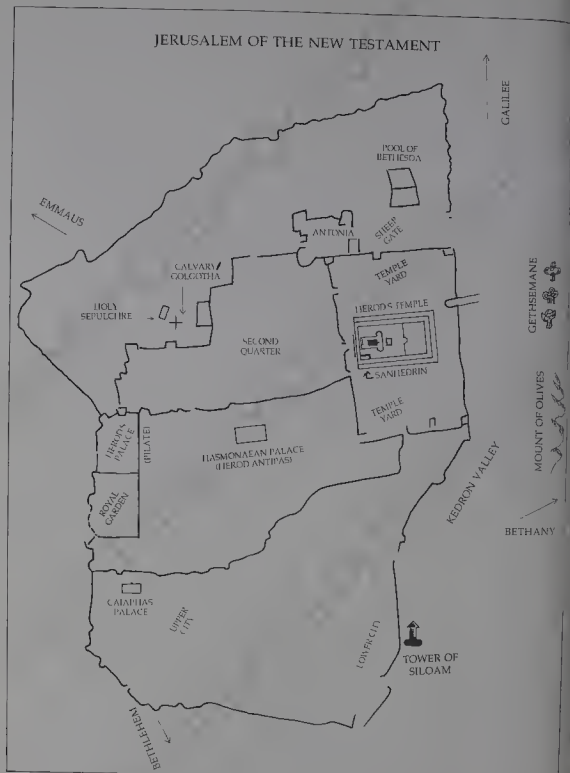 JERUSALEM OF THE NEW TESTAMENT
GALILEE
POOL OF
BETHESDA
EMMAUS
ANTONIA
SHEEP
GATE
CALVARY/
GOLGOTHA
TEMPLE
YARD
GETHSEMANE
HOLY
SEPULCHRE
HEROD'S TEMPLE
SECOND
QUARTER
SANHEDRIN
MOUNT OF OLIVES
TEMPLE
YARD
HEROD'S
PALACE
(PILATE)
HASMONAEAN PALACE
(HEROD ANTIPAS)
ROYAL
GARDEN
KEDRON VALLEY
BETHANY
CAIAPHAS
PALACE
UPPER
CITY
LOWER CITY
TOWER OF
SILOAM
BETHLEHEM